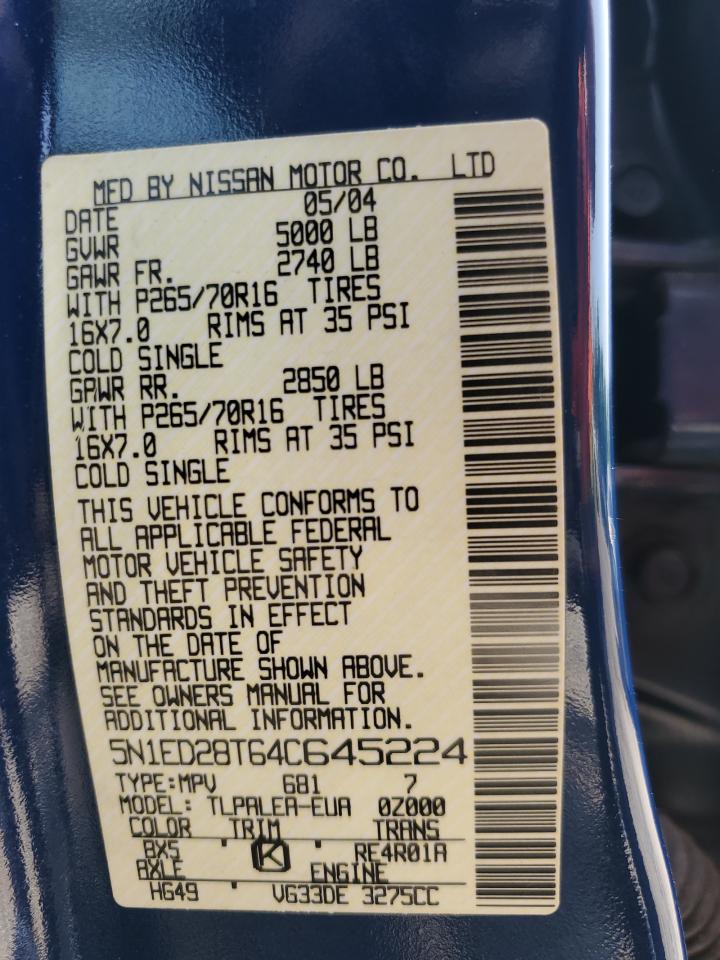 MFD BY NISSAN MOTOR CO. LTD
DATE 05/04
GVWR 5000 LB
GAWR FR. 2740 LB
WITH P265/70R16 TIRES
16X7.0 RIMS AT 35 PSI
COLD SINGLE
GAWR RR. 2850 LB
WITH P265/70R16 TIRES
16X7.0 RIMS AT 35 PSI
COLD SINGLE
THIS VEHICLE CONFORMS TO
ALL APPLICABLE FEDERAL
MOTOR VEHICLE SAFETY
AND THEFT PREVENTION
STANDARDS IN EFFECT
ON THE DATE OF
MANUFACTURE SHOWN ABOVE.
SEE OWNERS MANUAL FOR
ADDITIONAL INFORMATION.
5N1ED28T64C645224
TYPE:MPV 681 7
MODEL: TLPALEA-EUA 0Z000
COLOR TRIM TRANS
BX5 K RE4R01A
AXLE ENGINE
HG49 VG33DE 3275CC